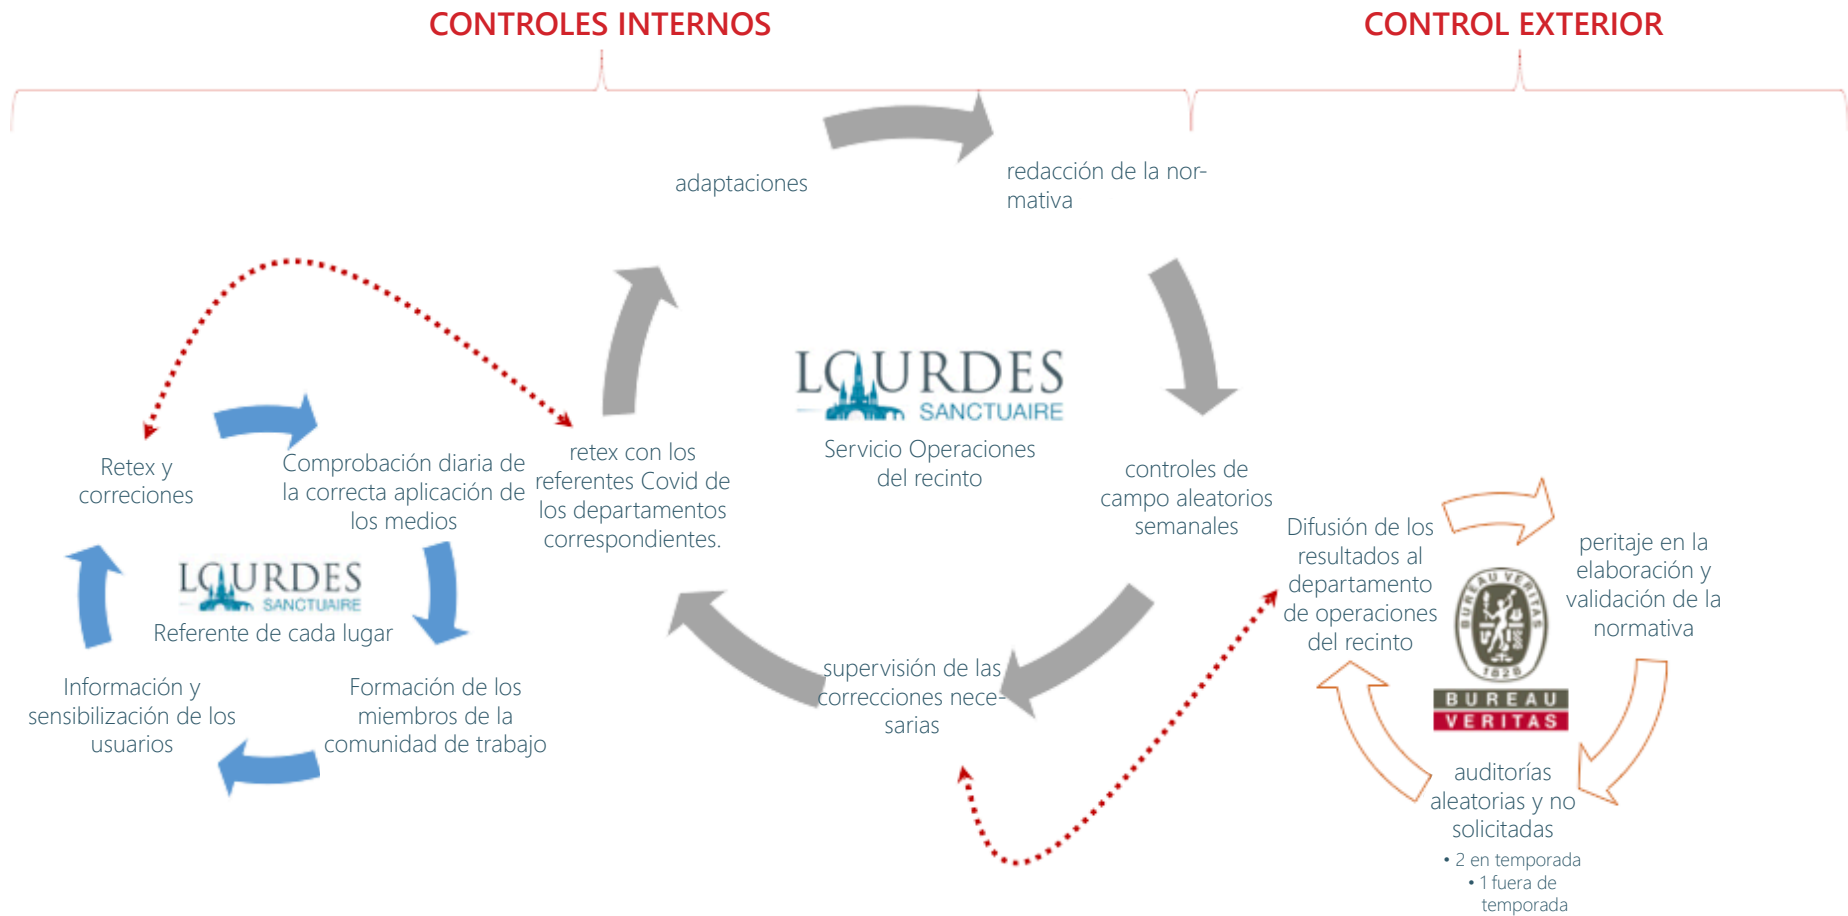 CONTROLES INTERNOS
CONTROL EXTERIOR
adaptaciones
redacción de la nor-
mativa
LOURDES
SANCTUAIRE
Servicio Operaciones
del recinto
retex con los
referentes Covid de
los departamentos
correspondientes.
controles de
campo aleatorios
semanales
supervisión de las
correcciones nece-
sarias
Retex y
correciones
Comprobación diaria de
la correcta aplicación de
los medios
LOURDES
SANCTUAIRE
Referente de cada lugar
Información y
sensibilización de los
usuarios
Formación de los
miembros de la
comunidad de trabajo
Difusión de los
resultados al
departamento
de operaciones
del recinto
peritaje en la
elaboración y
validación de la
normativa
BUREAU VERITAS
1828
BUREAU
VERITAS
auditorías
aleatorias y no
solicitadas
• 2 en temporada
• 1 fuera de
temporada